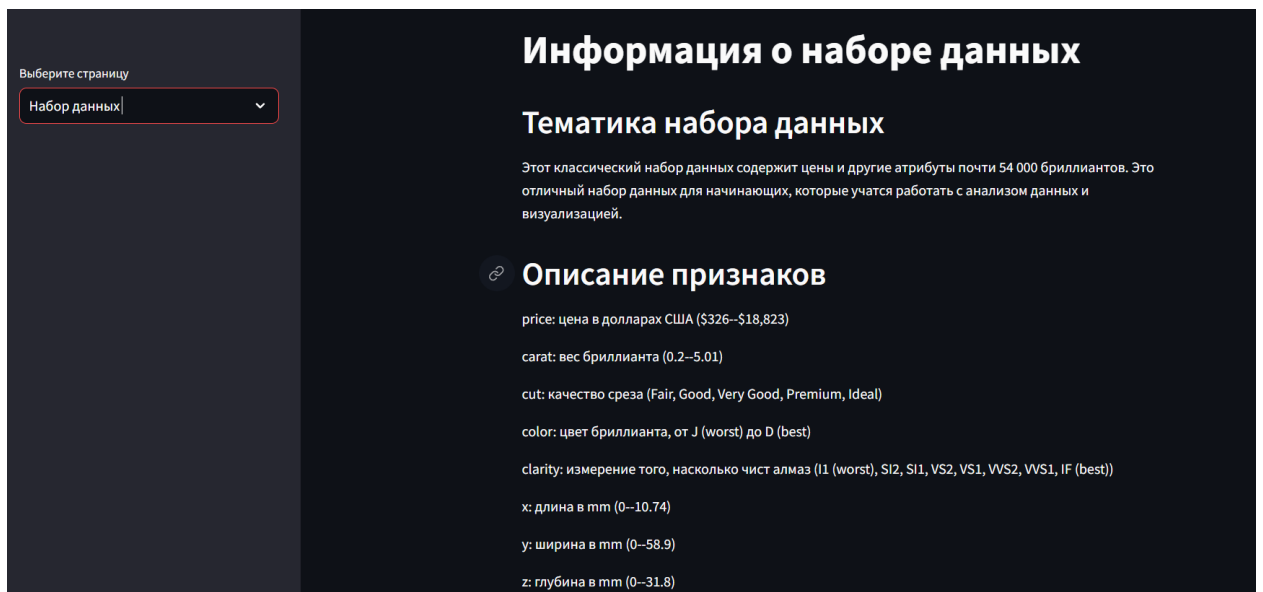 Выберите страницу
Набор данных
Информация о наборе данных
Тематика набора данных
Этот классический набор данных содержит цены и другие атрибуты почти 54 000 бриллиантов. Это
отличный набор данных для начинающих, которые учатся работать с анализом данных и
визуализацией.
Описание признаков
price: цена в долларах США ($326--$18,823)
carat: вес бриллианта (0.2--5.01)
cut: качество среза (Fair, Good, Very Good, Premium, Ideal)
color: цвет бриллианта, от J (worst) до D (best)
clarity: измерение того, насколько чист алмаз (I1 (worst), SI2, SI1, VS2, VS1, VVS2, VVS1, IF (best))
x: длина в mm (0--10.74)
y: ширина в mm (0--58.9)
z: глубина в mm (0--31.8)